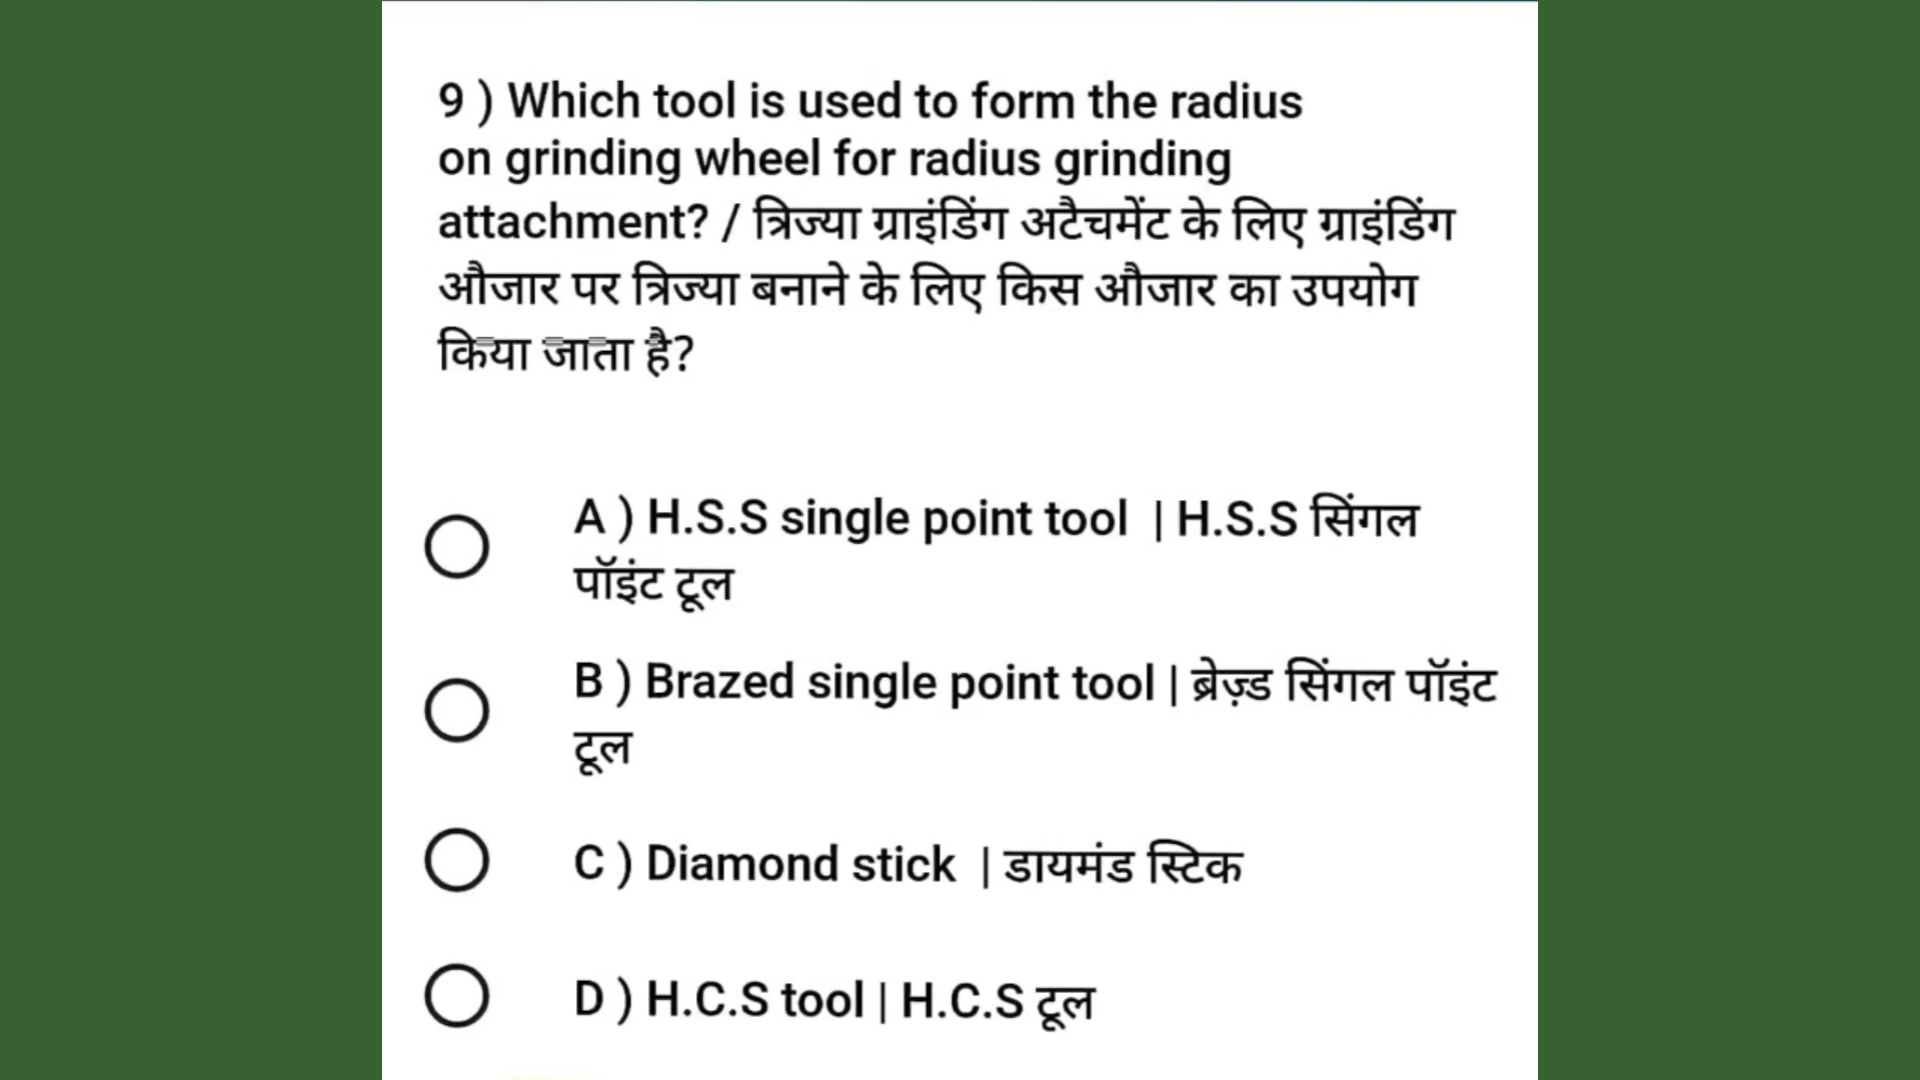 9 ) Which tool is used to form the radius
on grinding wheel for radius grinding
attachment? / त्रिज्या ग्राइंडिंग अटैचमेंट के लिए ग्राइंडिंग
औजार पर त्रिज्या बनाने के लिए किस औजार का उपयोग
किया जाता है?
A ) H.S.S single point tool | H.S.S सिंगल
पॉइंट टूल
B ) Brazed single point tool | ब्रेज़्ड सिंगल पॉइंट
टूल
C ) Diamond stick | डायमंड स्टिक
D ) H.C.S tool | H.C.S टूल